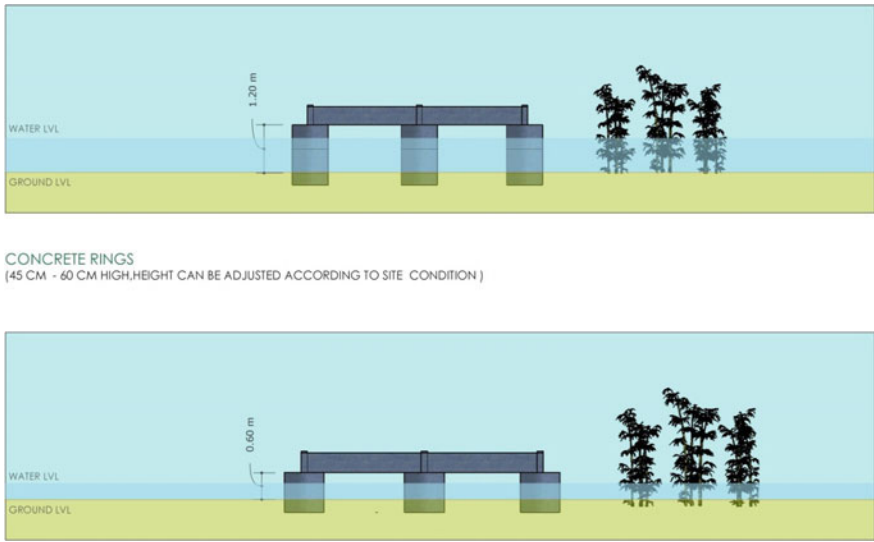 1.20 m
WATER LVL
GROUND LVL
CONCRETE RINGS
(45 CM - 60 CM HIGH,HEIGHT CAN BE ADJUSTED ACCORDING TO SITE CONDITION )
0.60 m
WATER LVL
GROUND LVL